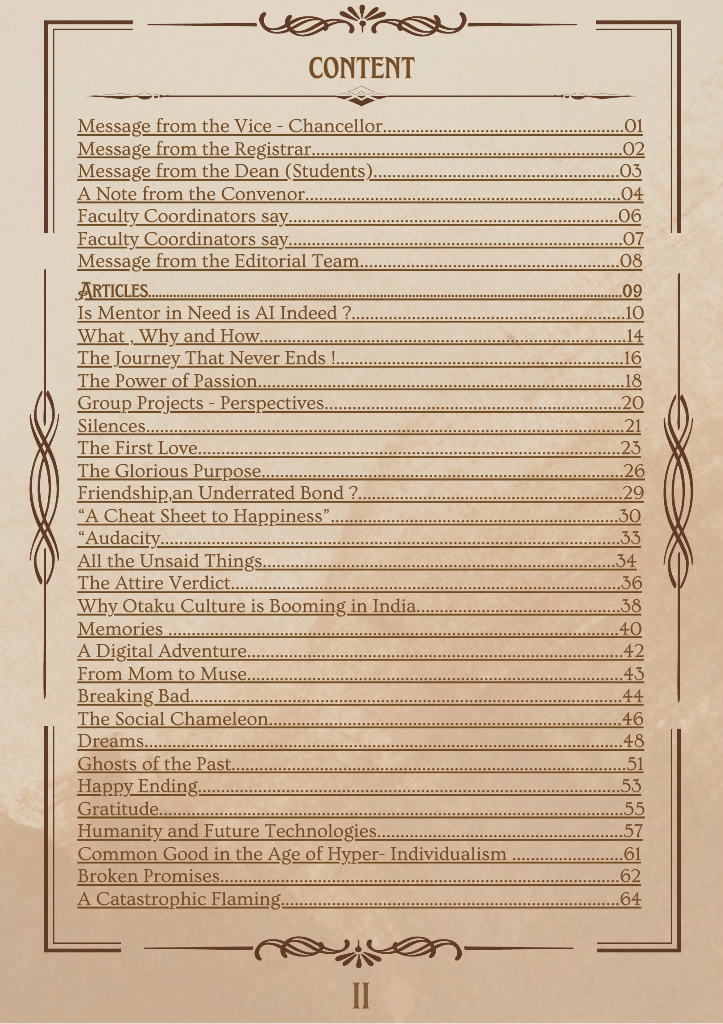 CONTENT
Message from the Vice - Chancellor.......................................................01
Message from the Registrar......................................................................02
Message from the Dean (Students)........................................................03
A Note from the Convenor.......................................................................04
Faculty Coordinators say..........................................................................06
Faculty Coordinators say...........................................................................07
Message from the Editorial Team...........................................................08
Articles.........................................................................................................09
Is Mentor in Need is AI Indeed ?.............................................................10
What , Why and How..................................................................................14
The Journey That Never Ends !................................................................16
The Power of Passion..................................................................................18
Group Projects - Perspectives...................................................................20
Silences.............................................................................................................21
The First Love................................................................................................23
The Glorious Purpose..................................................................................26
Friendship,an Underrated Bond ?............................................................29
“A Cheat Sheet to Happiness”...................................................................30
“Audacity..........................................................................................................33
All the Unsaid Things.................................................................................34
The Attire Verdict.........................................................................................36
Why Otaku Culture is Booming in India...............................................38
Memories .........................................................................................................40
A Digital Adventure......................................................................................42
From Mom to Muse......................................................................................43
Breaking Bad..................................................................................................44
The Social Chameleon.................................................................................46
Dreams..............................................................................................................48
Ghosts of the Past..........................................................................................51
Happy Ending.................................................................................................53
Gratitude..........................................................................................................55
Humanity and Future Technologies........................................................57
Common Good in the Age of Hyper- Individualism .........................61
Broken Promises............................................................................................62
A Catastrophic Flaming..............................................................................64
II